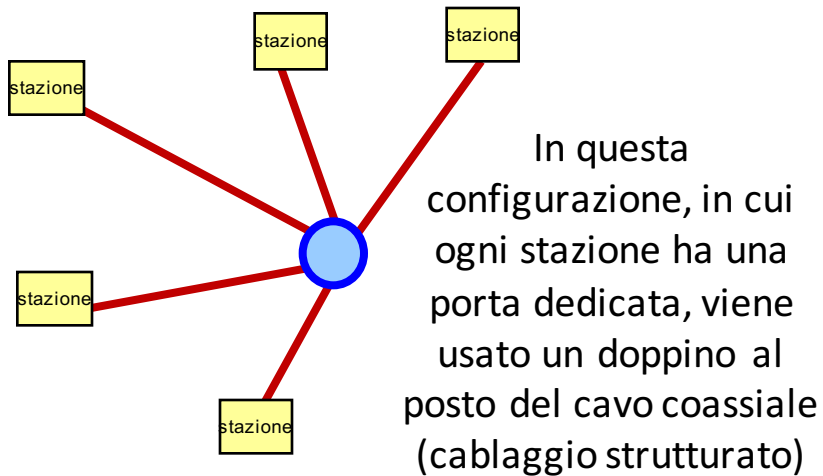 stazione
stazione
stazione
stazione
stazione
In questa
configurazione, in cui
ogni stazione ha una
porta dedicata, viene
usato un doppino al
posto del cavo coassiale
(cablaggio strutturato)